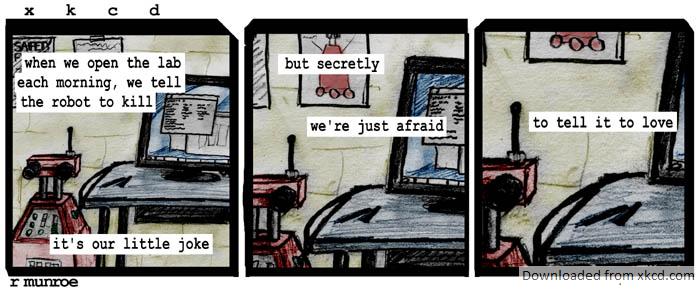 x k c d
SAFETY
when we open the lab
each morning, we tell
the robot to kill
it's our little joke
but secretly
we're just afraid
to tell it to love
r munroe
Downloaded from xkcd.com